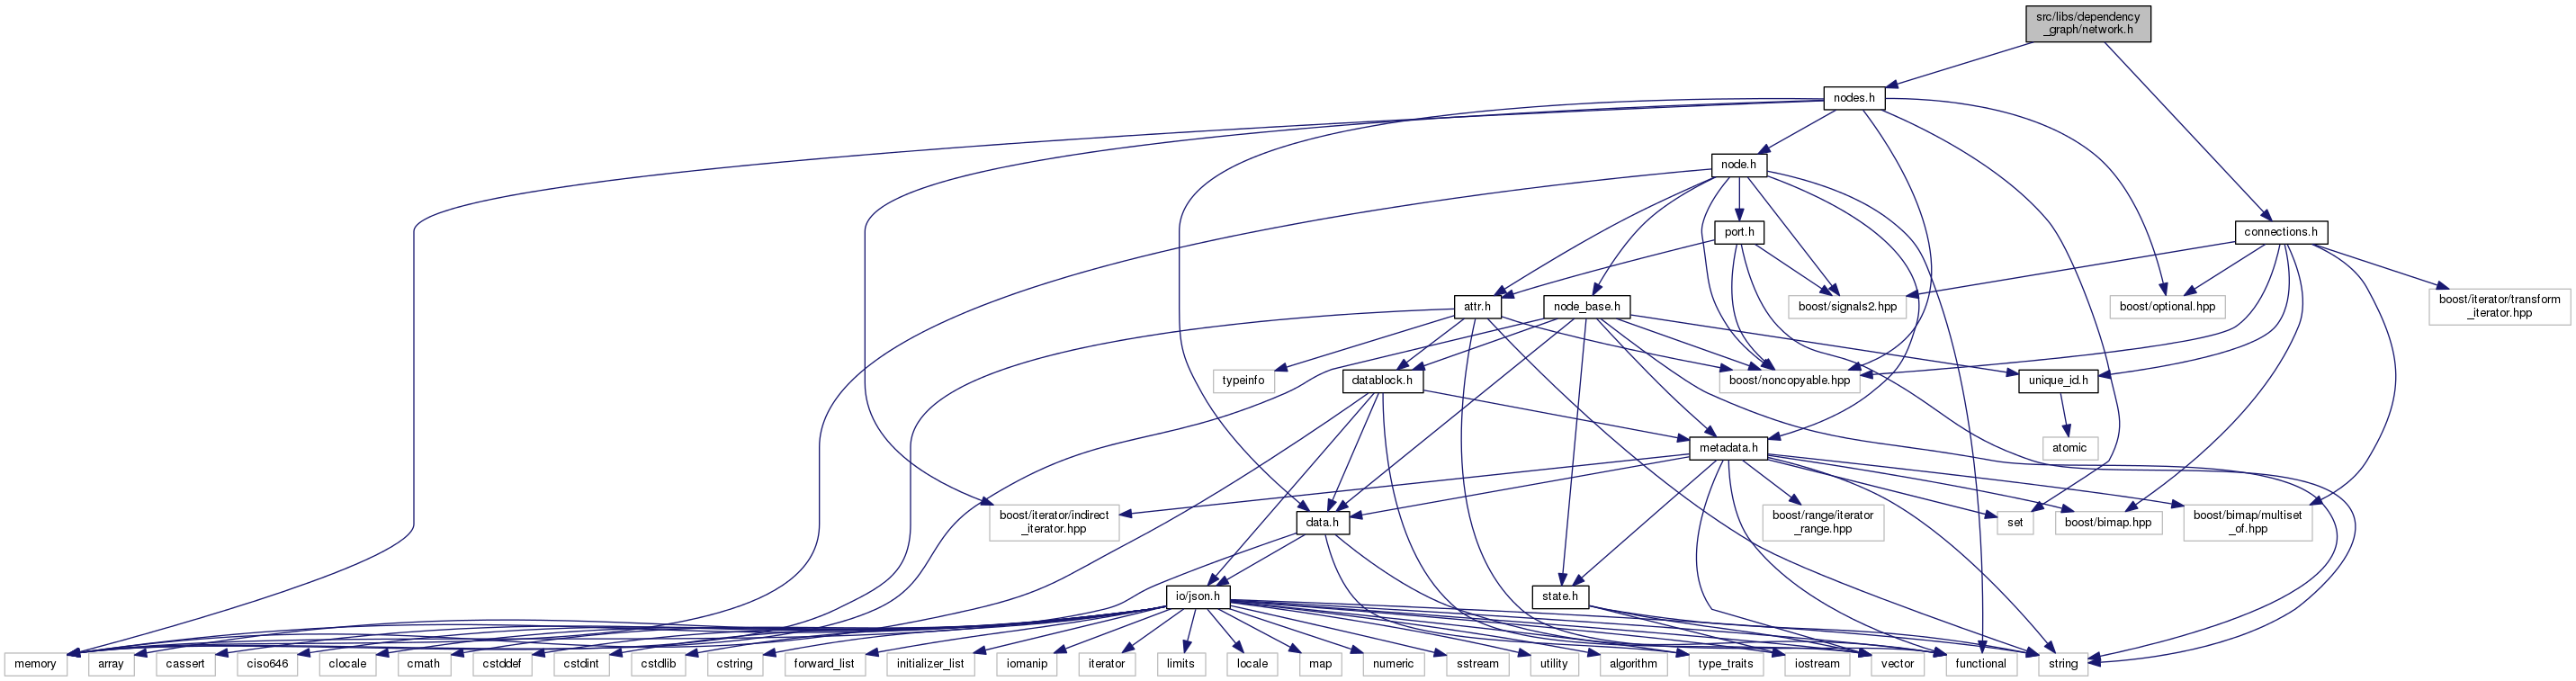 src/libs/dependency
_graph/network.h
nodes.h
node.h
port.h
connections.h
attr.h
node_base.h
boost/signals2.hpp
boost/optional.hpp
boost/iterator/transform
_iterator.hpp
typeinfo
datablock.h
boost/noncopyable.hpp
unique_id.h
metadata.h
atomic
boost/iterator/indirect
_iterator.hpp
data.h
boost/range/iterator
_range.hpp
set
boost/bimap.hpp
boost/bimap/multiset
_of.hpp
io/json.h
state.h
memory
array
cassert
ciso646
clocale
cmath
cstddef
cstdint
cstdlib
cstring
forward_list
initializer_list
iomanip
iterator
limits
locale
map
numeric
sstream
utility
algorithm
type_traits
iostream
vector
functional
string